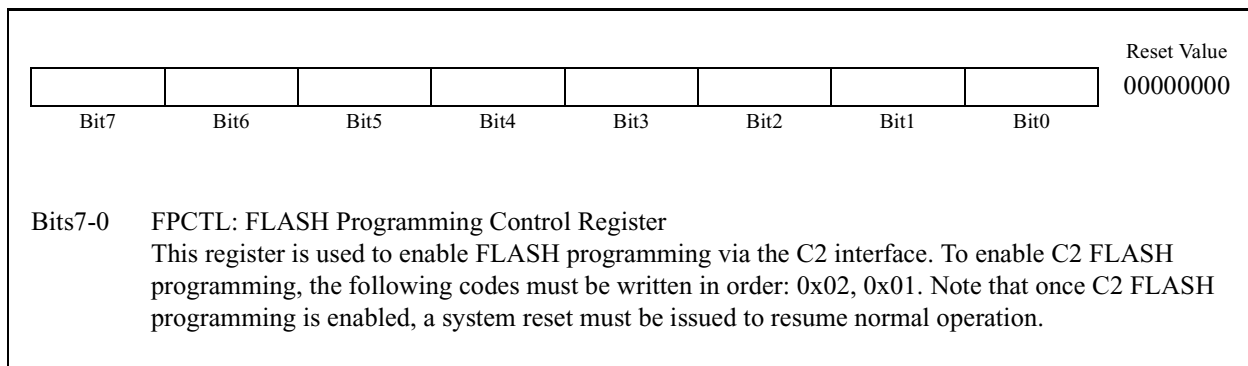 Reset Value
00000000
Bit7 Bit6 Bit5 Bit4 Bit3 Bit2 Bit1 Bit0
Bits7-0 FPCTL: FLASH Programming Control Register
This register is used to enable FLASH programming via the C2 interface. To enable C2 FLASH
programming, the following codes must be written in order: 0x02, 0x01. Note that once C2 FLASH
programming is enabled, a system reset must be issued to resume normal operation.